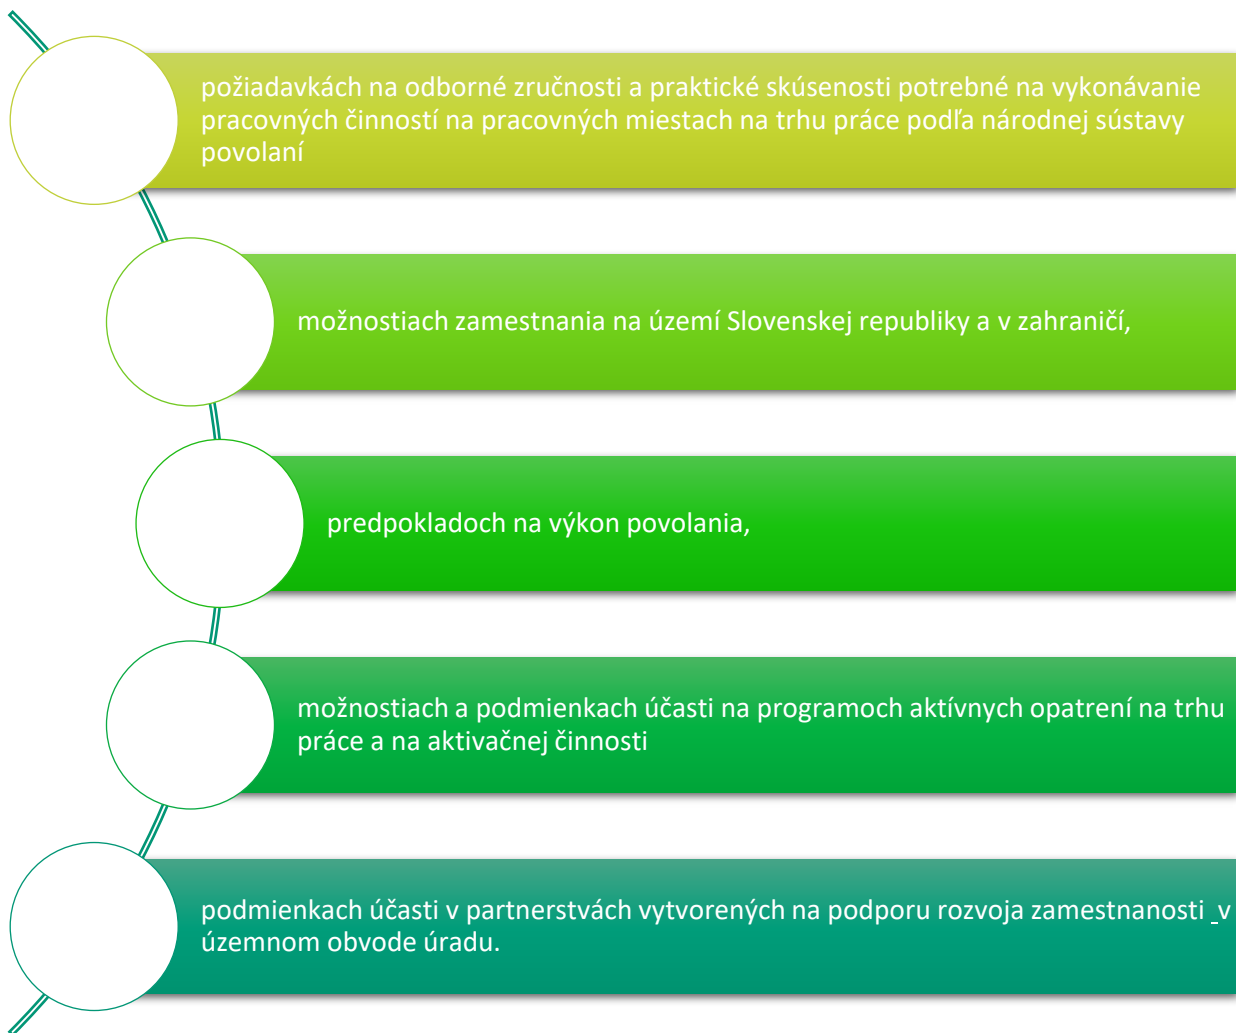 požiadavkách na odborné zručnosti a praktické skúsenosti potrebné na vykonávanie
pracovných činností na pracovných miestach na trhu práce podľa národnej sústavy
povolaní
možnostiach zamestnania na území Slovenskej republiky a v zahraničí,
predpokladoch na výkon povolania,
možnostiach a podmienkach účasti na programoch aktívnych opatrení na trhu
práce a na aktivačnej činnosti
podmienkach účasti v partnerstvách vytvorených na podporu rozvoja zamestnanosti _v
územnom obvode úradu.